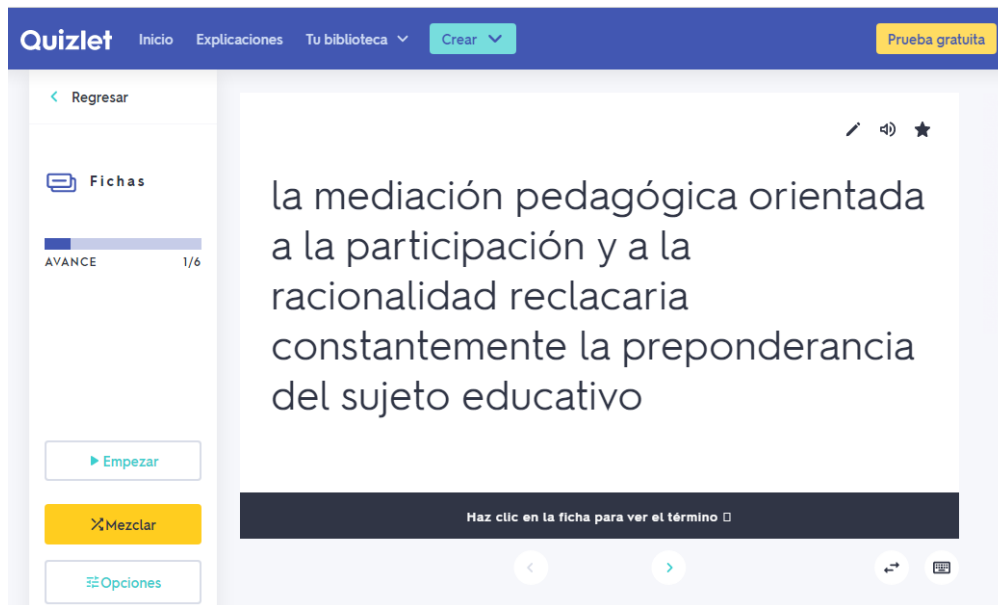 Quizlet Inicio Explicaciones Tu biblioteca Crear Prueba gratuita
Regresar
Fichas
AVANCE 1/6
Empezar
Mezclar
Opciones
la mediación pedagógica orientada
a la participación y a la
racionalidad reclacaria
constantemente la preponderancia
del sujeto educativo
Haz clic en la ficha para ver el término